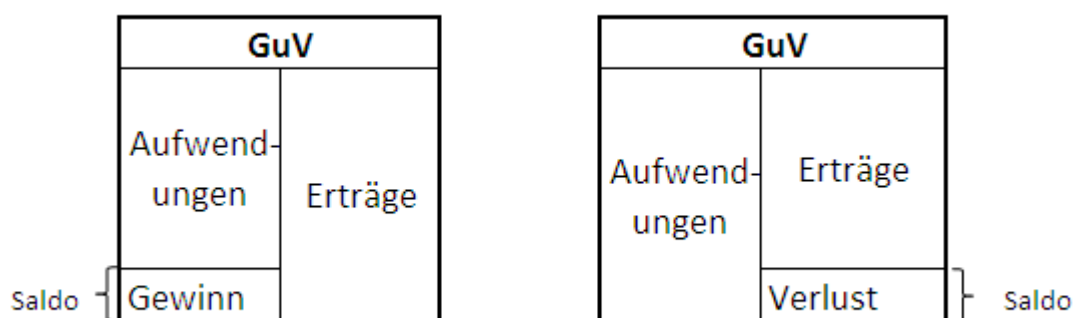 GuV
Aufwend-
ungen
Erträge
Saldo
Gewinn
GuV
Aufwend-
ungen
Erträge
Verlust
Saldo